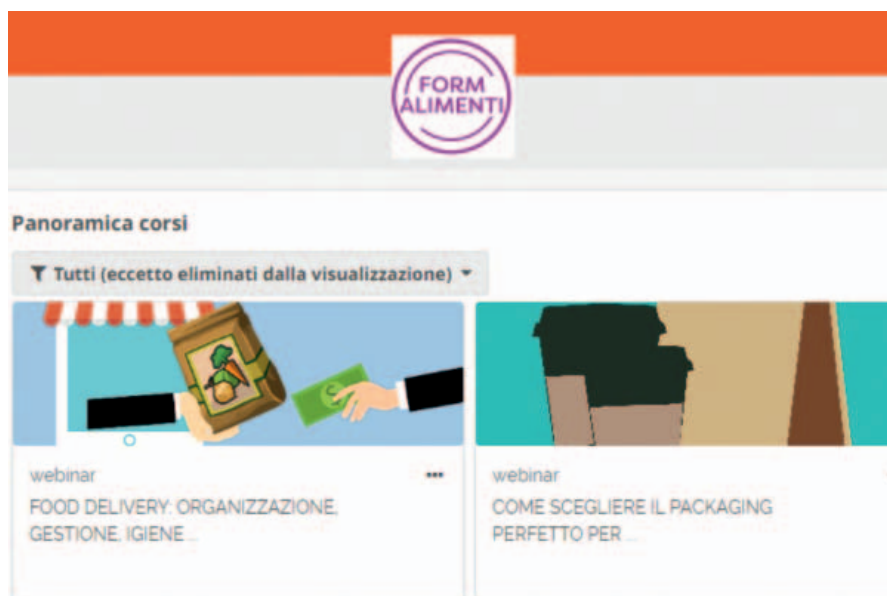 FORM
ALIMENTI
Panoramica corsi
Tutti (eccetto eliminati dalla visualizzazione)
webinar
FOOD DELIVERY: ORGANIZZAZIONE,
GESTIONE, IGIENE ...
webinar
COME SCEGLIERE IL PACKAGING
PERFETTO PER ...